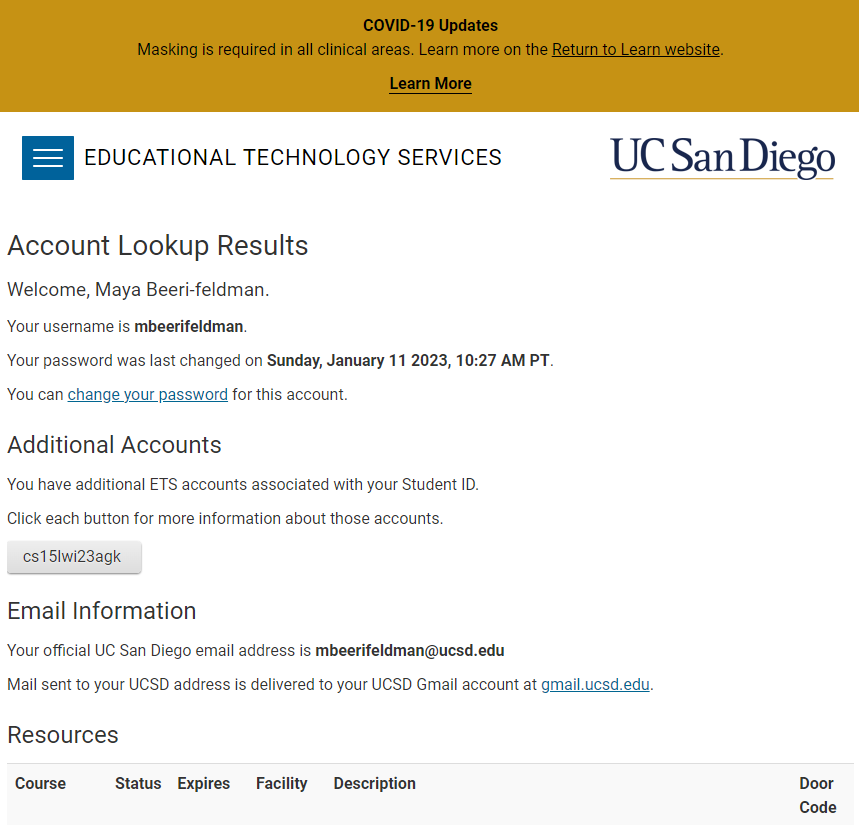 COVID-19 Updates
Masking is required in all clinical areas. Learn more on the Return to Learn website.
Learn More
EDUCATIONAL TECHNOLOGY SERVICES
UC San Diego
Account Lookup Results
Welcome, Maya Beeri-feldman.
Your username is mbeerifeldman.
Your password was last changed on Sunday, January 11 2023, 10:27 AM PT.
You can change your password for this account.
Additional Accounts
You have additional ETS accounts associated with your Student ID.
Click each button for more information about those accounts.
cs15lwi23agk
Email Information
Your official UC San Diego email address is mbeerifeldman@ucsd.edu
Mail sent to your UCSD address is delivered to your UCSD Gmail account at gmail.ucsd.edu.
Resources
Course Status Expires Facility Description Door
Code